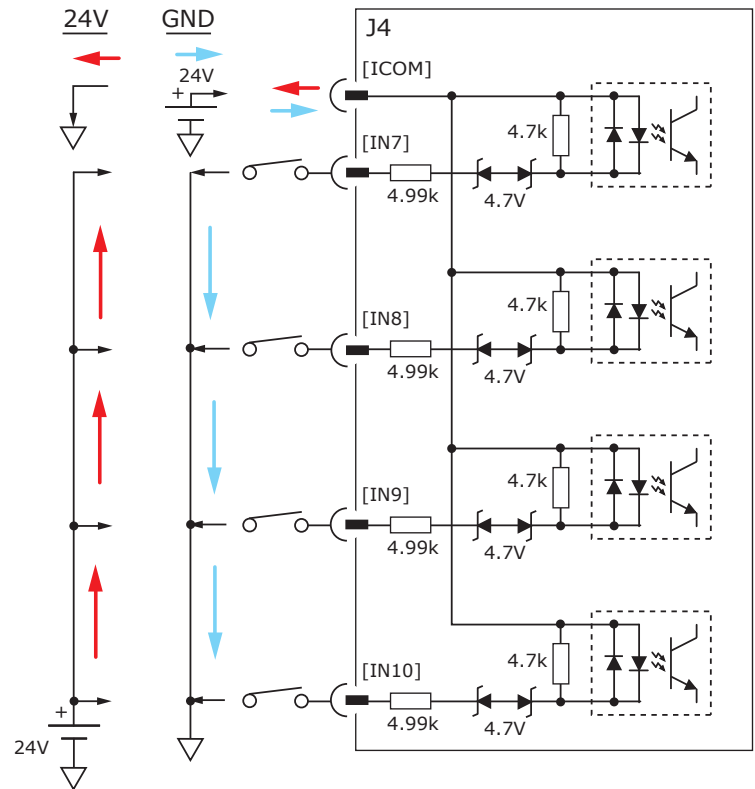 24V
GND
J4
[ICOM]
+
24V
[IN7]
4.7k
4.99k
4.7V
[IN8]
4.7k
4.99k
4.7V
[IN9]
4.7k
4.99k
4.7V
[IN10]
4.7k
4.99k
4.7V
+
24V